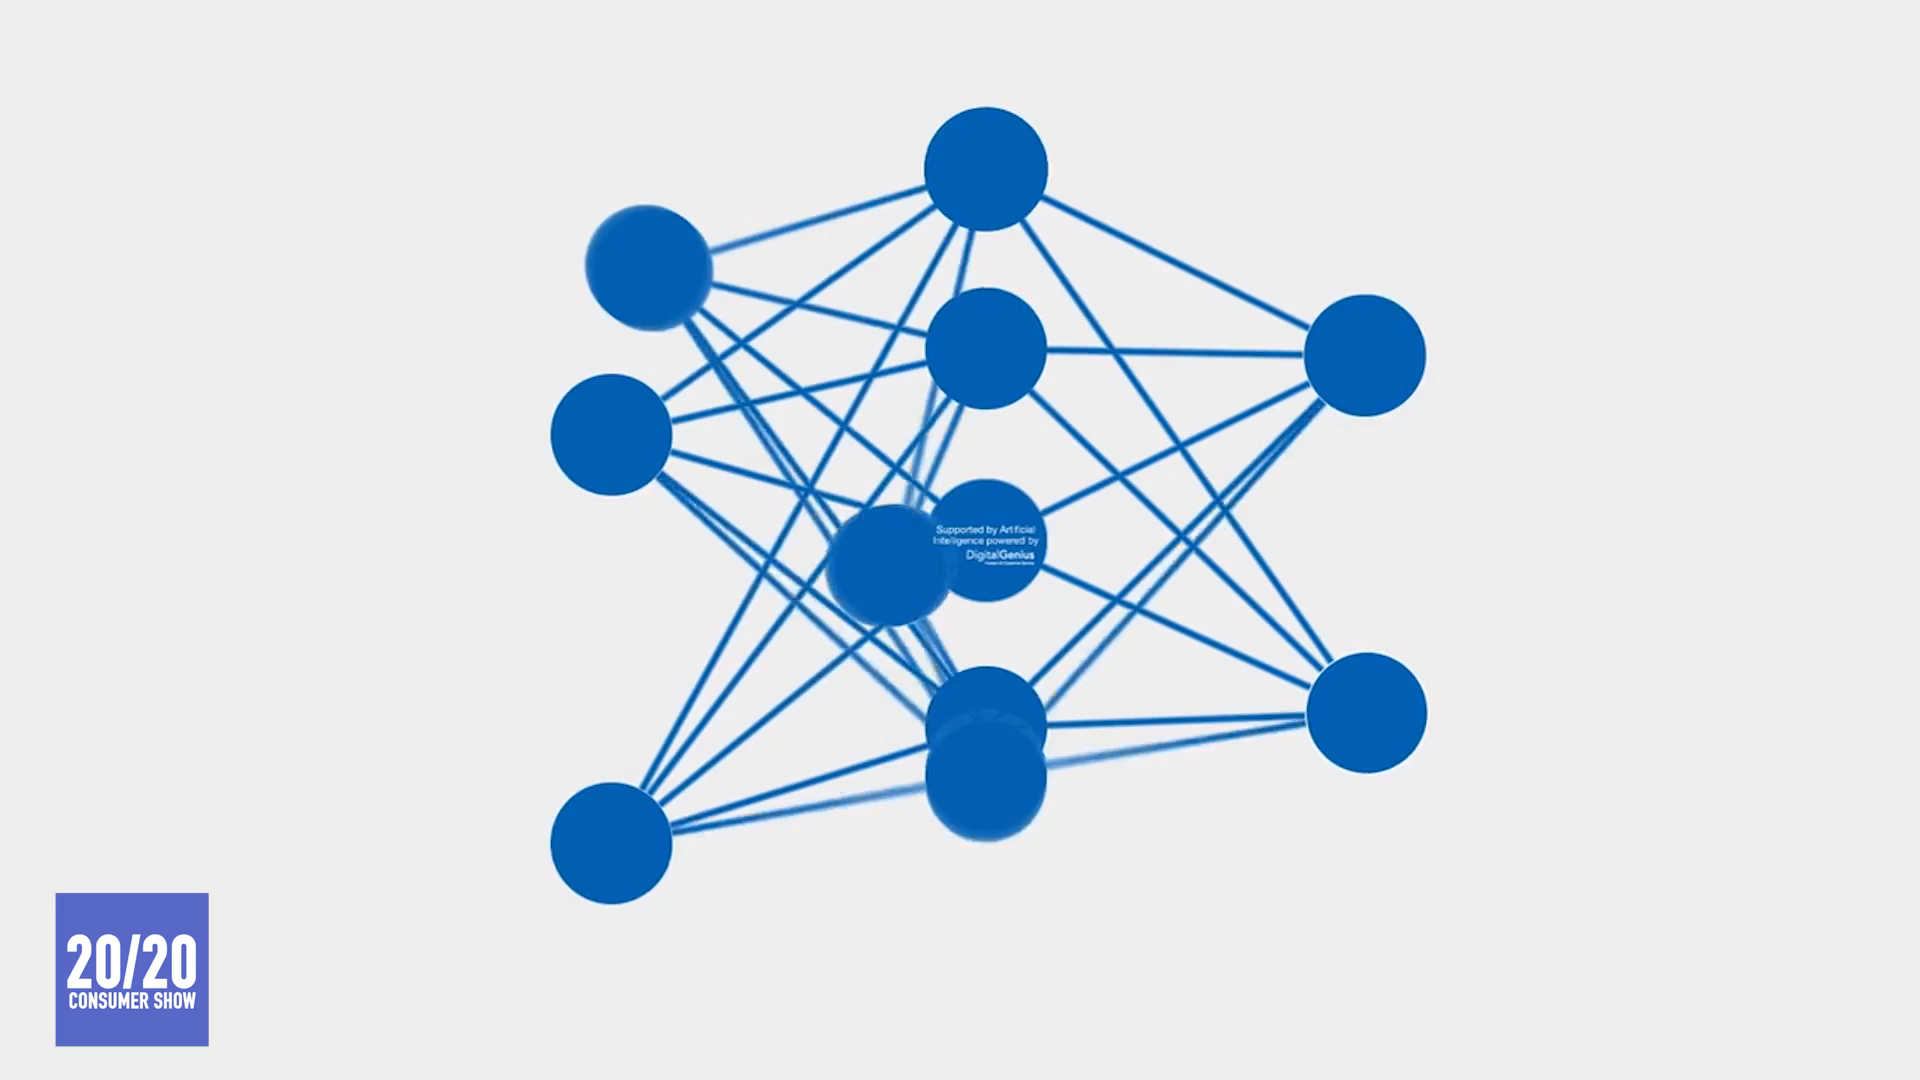 Supported by Artificial
Intelligence powered by
DigitalGenius
20/20
CONSUMER SHOW